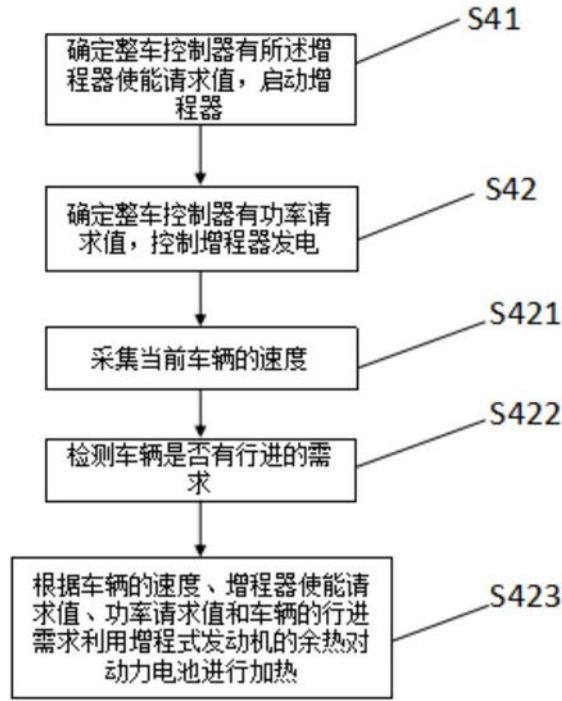 S41
确定整车控制器有所述增
程器使能请求值，启动增
程器
S42
确定整车控制器有功率请
求值，控制增程器发电
S421
采集当前车辆的速度
S422
检测车辆是否有行进的需
求
S423
根据车辆的速度、增程器使能请
求值、功率请求值和车辆的行进
需求利用增程式发动机的余热对
动力电池进行加热